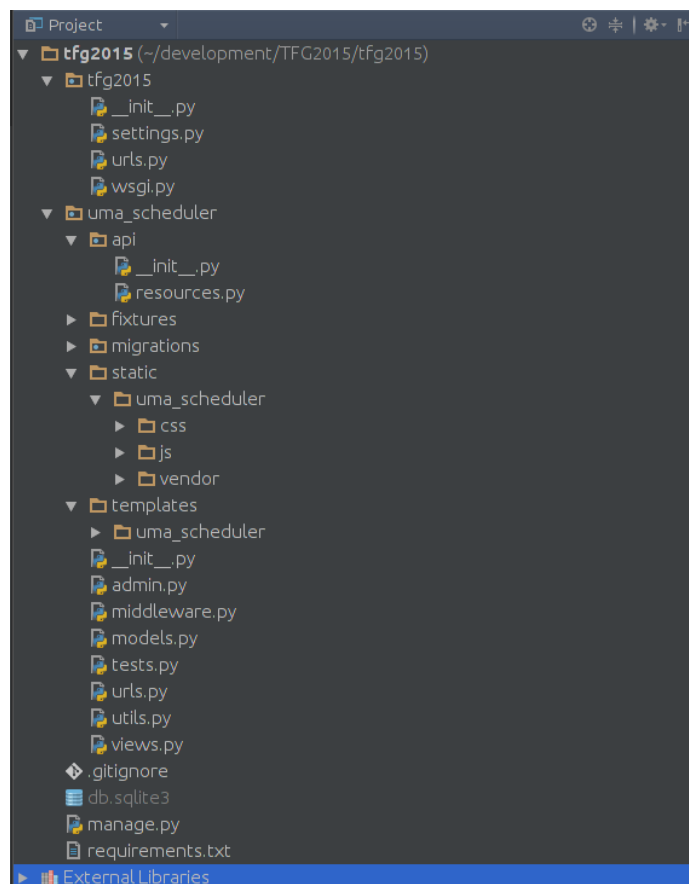 Project
tfg2015 (~/development/TFG2015/tfg2015)
tfg2015
__init__.py
settings.py
urls.py
wsgi.py
uma_scheduler
api
__init__.py
resources.py
fixtures
migrations
static
uma_scheduler
css
js
vendor
templates
uma_scheduler
__init__.py
admin.py
middleware.py
models.py
tests.py
urls.py
utils.py
views.py
.gitignore
db.sqlite3
manage.py
requirements.txt
External Libraries